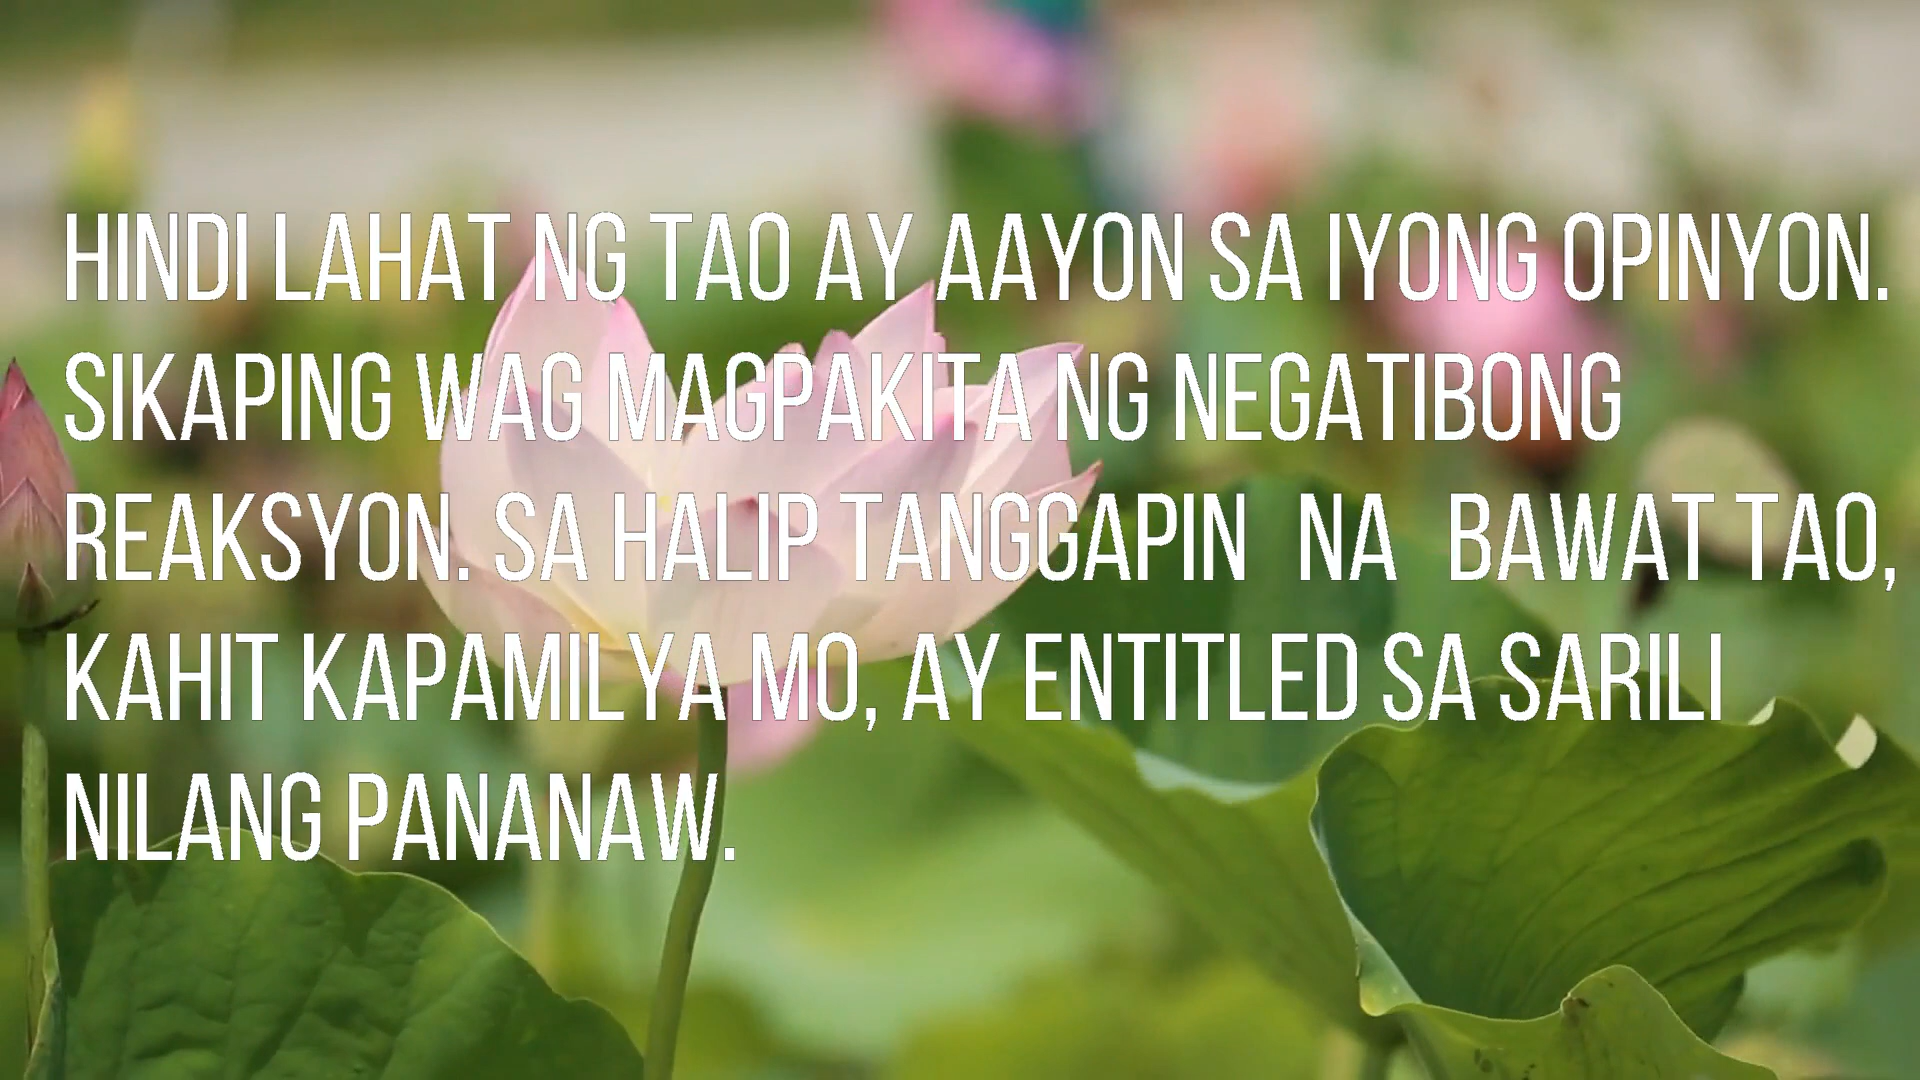 HINDI LAHAT NG TAO AY AAYON SA IYONG OPINYON.
SIKAPING WAG MAGPAKITA NG NEGATIBONG
REAKSYON. SA HALIP TANGGAPIN NA BAWAT TAO,
KAHIT KAPAMILYA MO, AY ENTITLED SA SARILI
NILANG PANANAW.